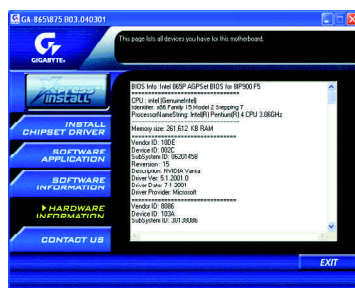 GA-865\875 B03.040301
GIGABYTE
This page lists all devices you have for this motherboard.
Xpress
INSTALL
INSTALL
CHIPSET DRIVER
SOFTWARE
APPLICATION
SOFTWARE
INFORMATION
HARDWARE
INFORMATION
CONTACT US
BIOS Info: Intel 865P AGPSet BIOS for 8IP900 F5
CPU : intel (GenuineIntel)
Identifier: x86 Family 15 Model 2 Stepping 7
ProcessorNameString: Intel(R) Pentium(R) 4 CPU 3.06GHz
Memory size: 261,612 KB RAM
Vendor ID: 10DE
Device ID: 002C
SubSystem ID: 06201458
Reversion : 15
Description: NVIDIA Vanta
Driver Ver: 5.1.2001.0
Driver Date: 7-1-2001
Driver Provider: Microsoft
Vendor ID: 8086
Device ID: 103A
SubSystem ID: 30138086
EXIT